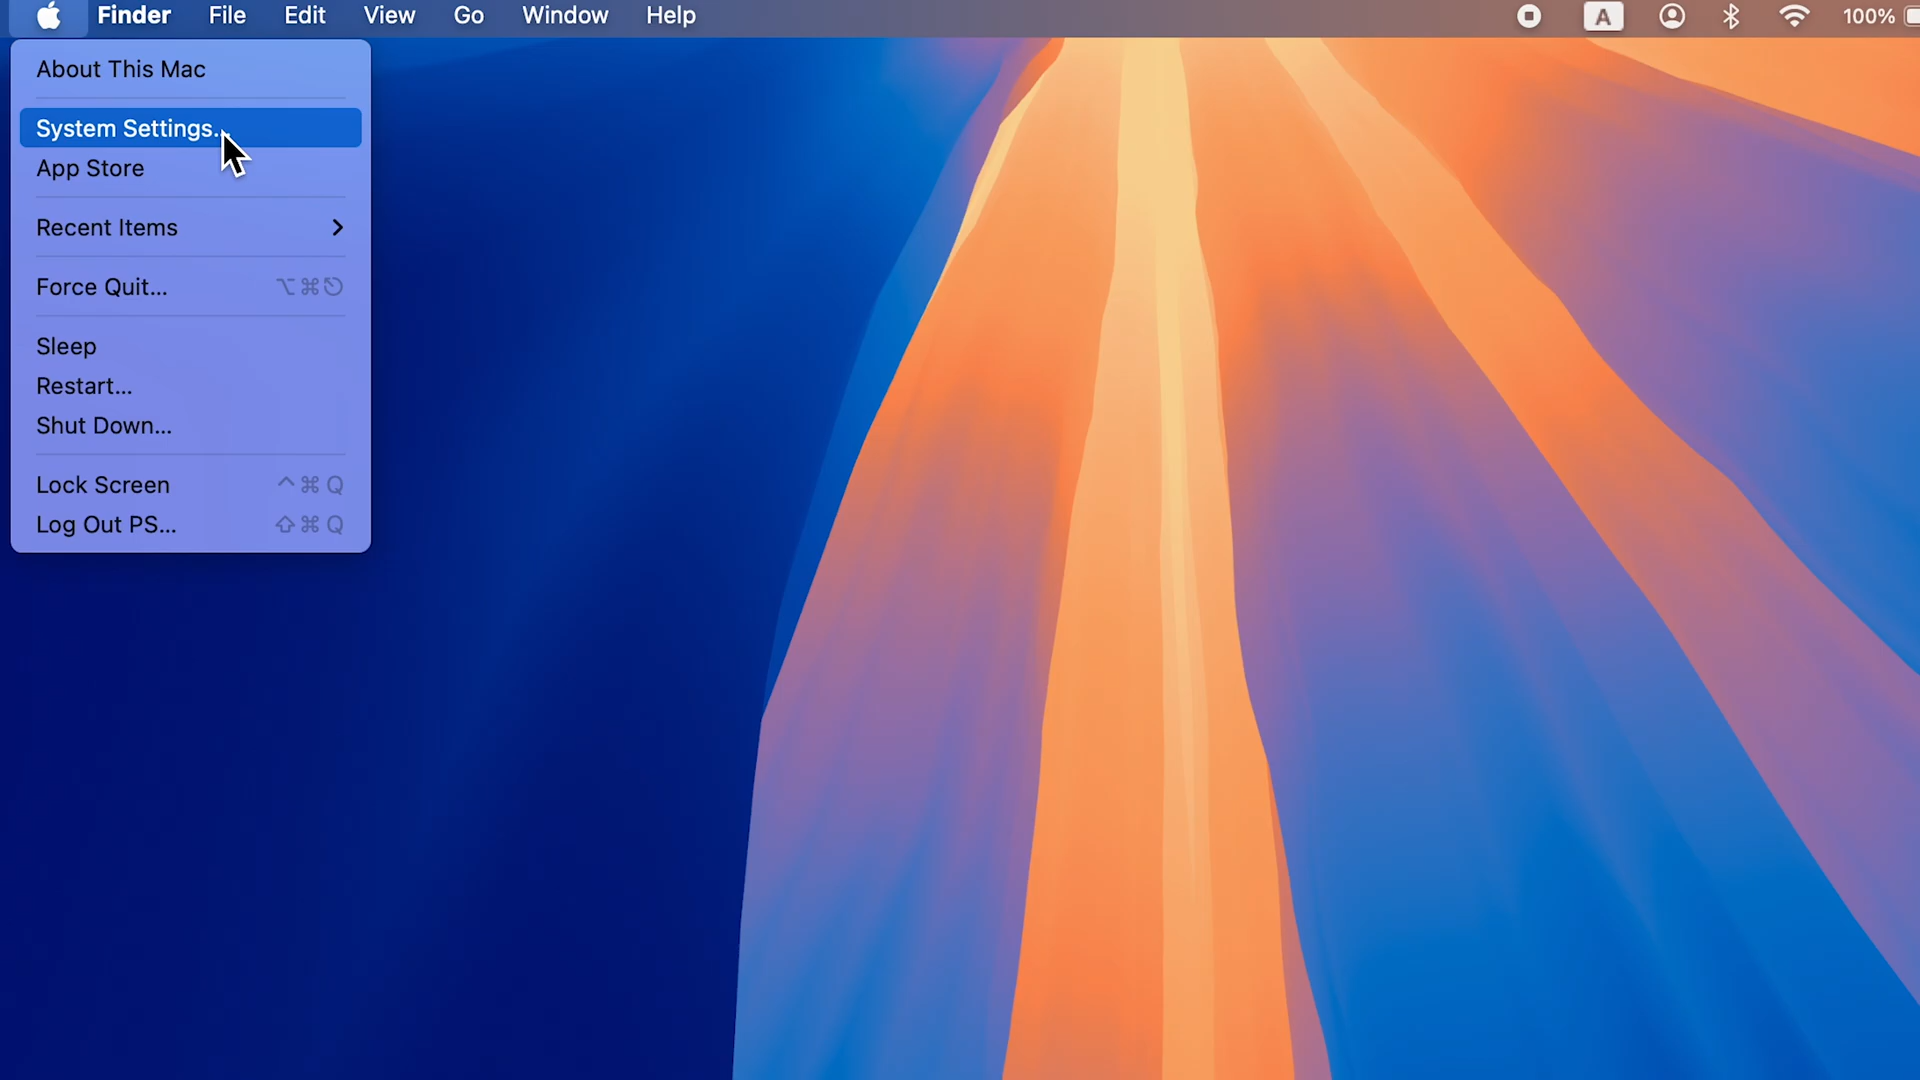 Finder File Edit View Go Window Help A 100%
About This Mac
System Settings...
App Store
Recent Items
Force Quit... ⌥⌘⎋
Sleep
Restart...
Shut Down...
Lock Screen ^⌘Q
Log Out PS... ⇧⌘Q